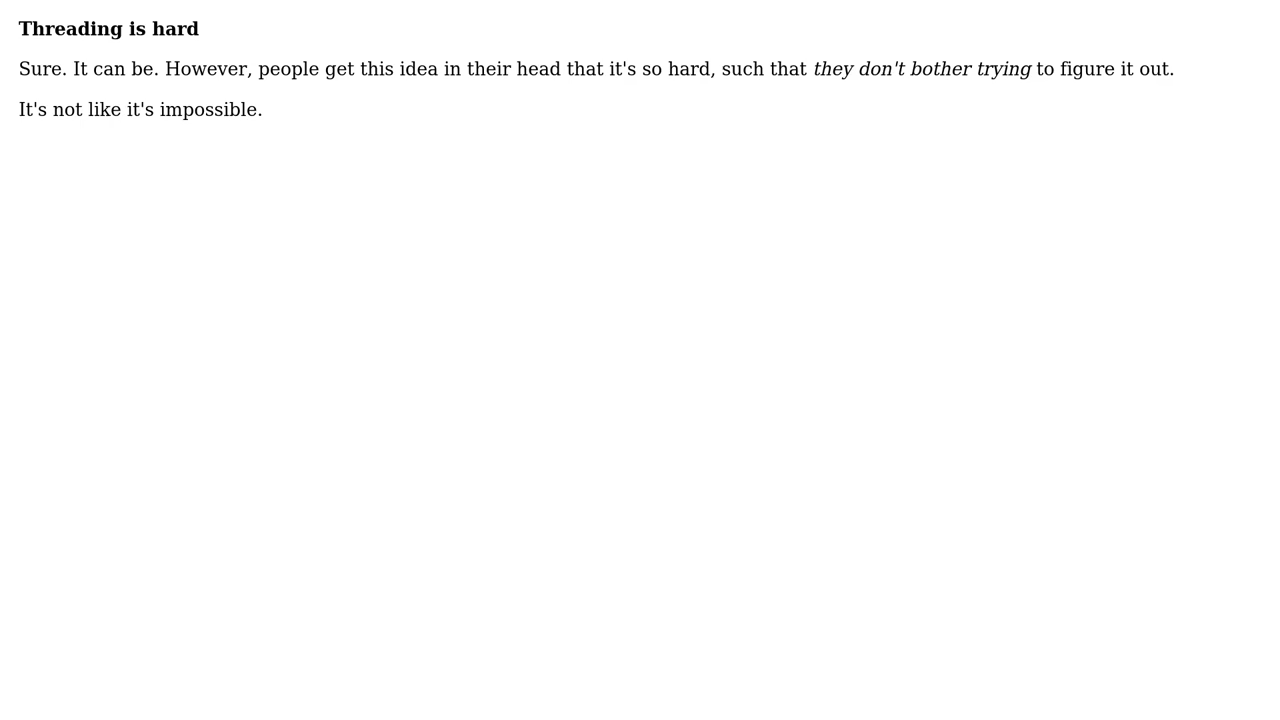 Threading is hard
Sure. It can be. However, people get this idea in their head that it's so hard, such that they don't bother trying to figure it out.
It's not like it's impossible.